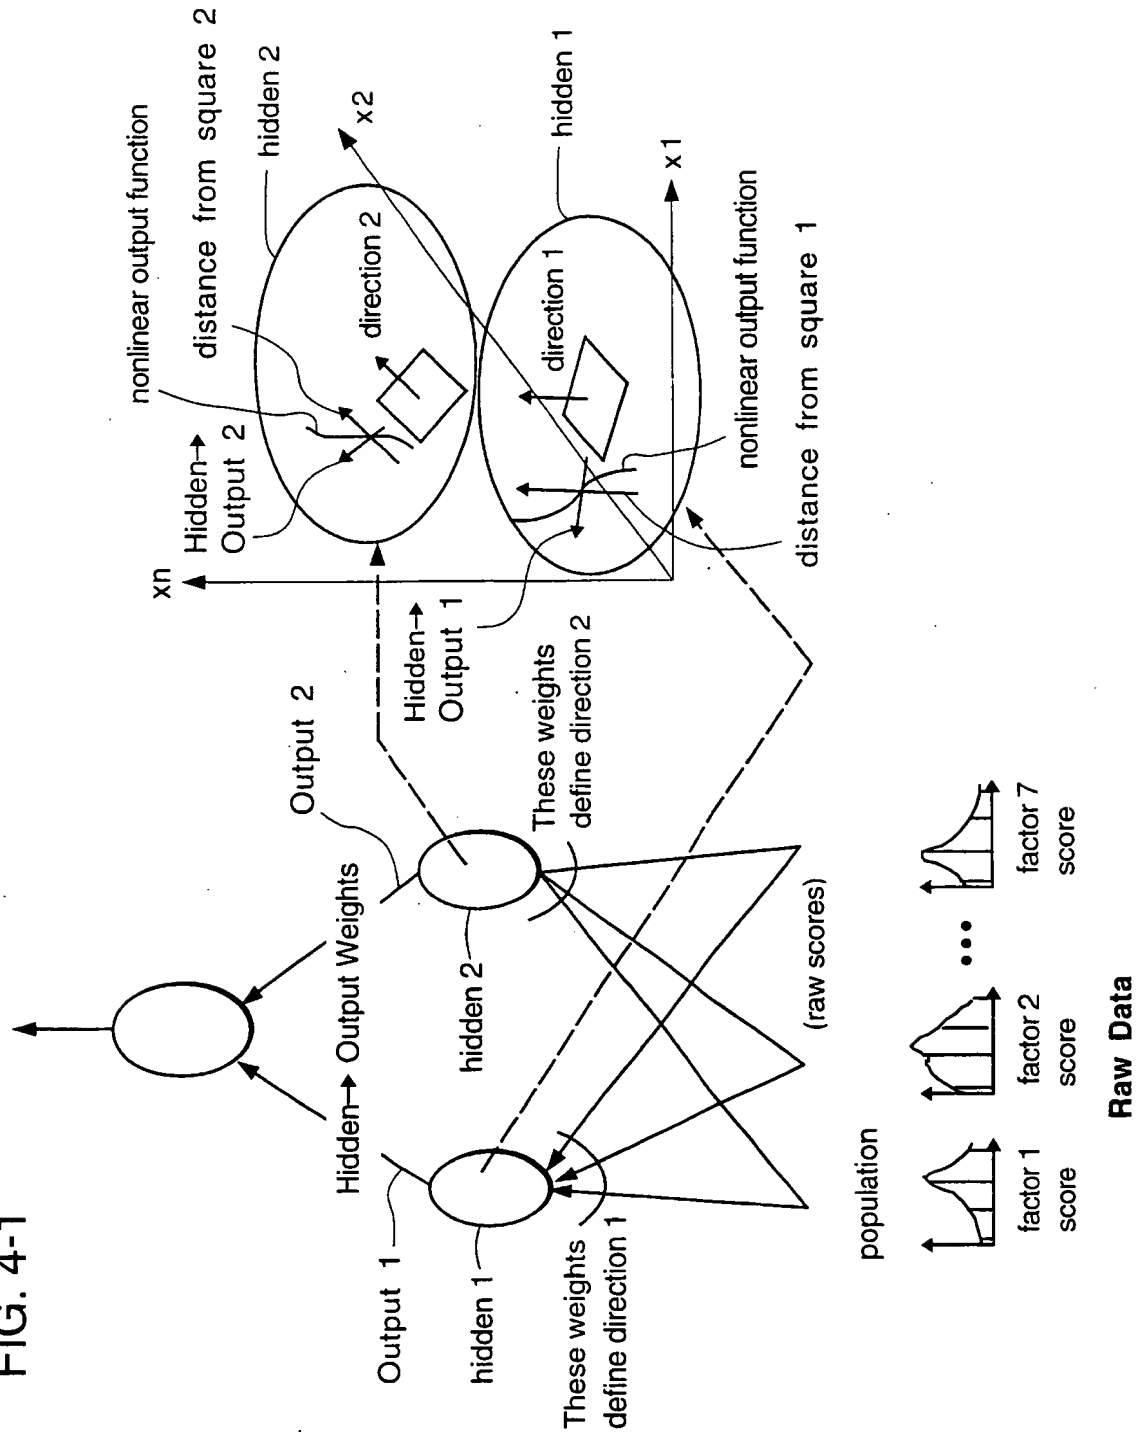 FIG. 4-1
Output 1
hidden 1
These weights
define direction 1
Hidden→ Output Weights
hidden 2
Output 2
These weights
define direction 2
(raw scores)
population
factor 1
score
factor 2
score
•••
factor 7
score
Raw Data
xn
Hidden→
Output 2
nonlinear output function
distance from square 2
hidden 2
direction 2
x2
Hidden→
Output 1
direction 1
hidden 1
x1
nonlinear output function
distance from square 1